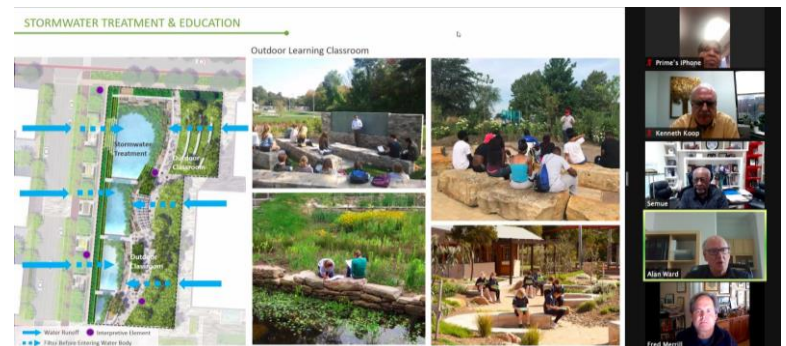 STORMWATER TREATMENT & EDUCATION
Outdoor Learning Classroom
Stormwater
Treatment
Outdoor
Classroom
Outdoor
Classroom
Water Runoff
Interpretive Element
Filter Before Entering Water Body
Prime's iPhone
Kenneth Koop
Semue
Alan Ward
Fred Merrill